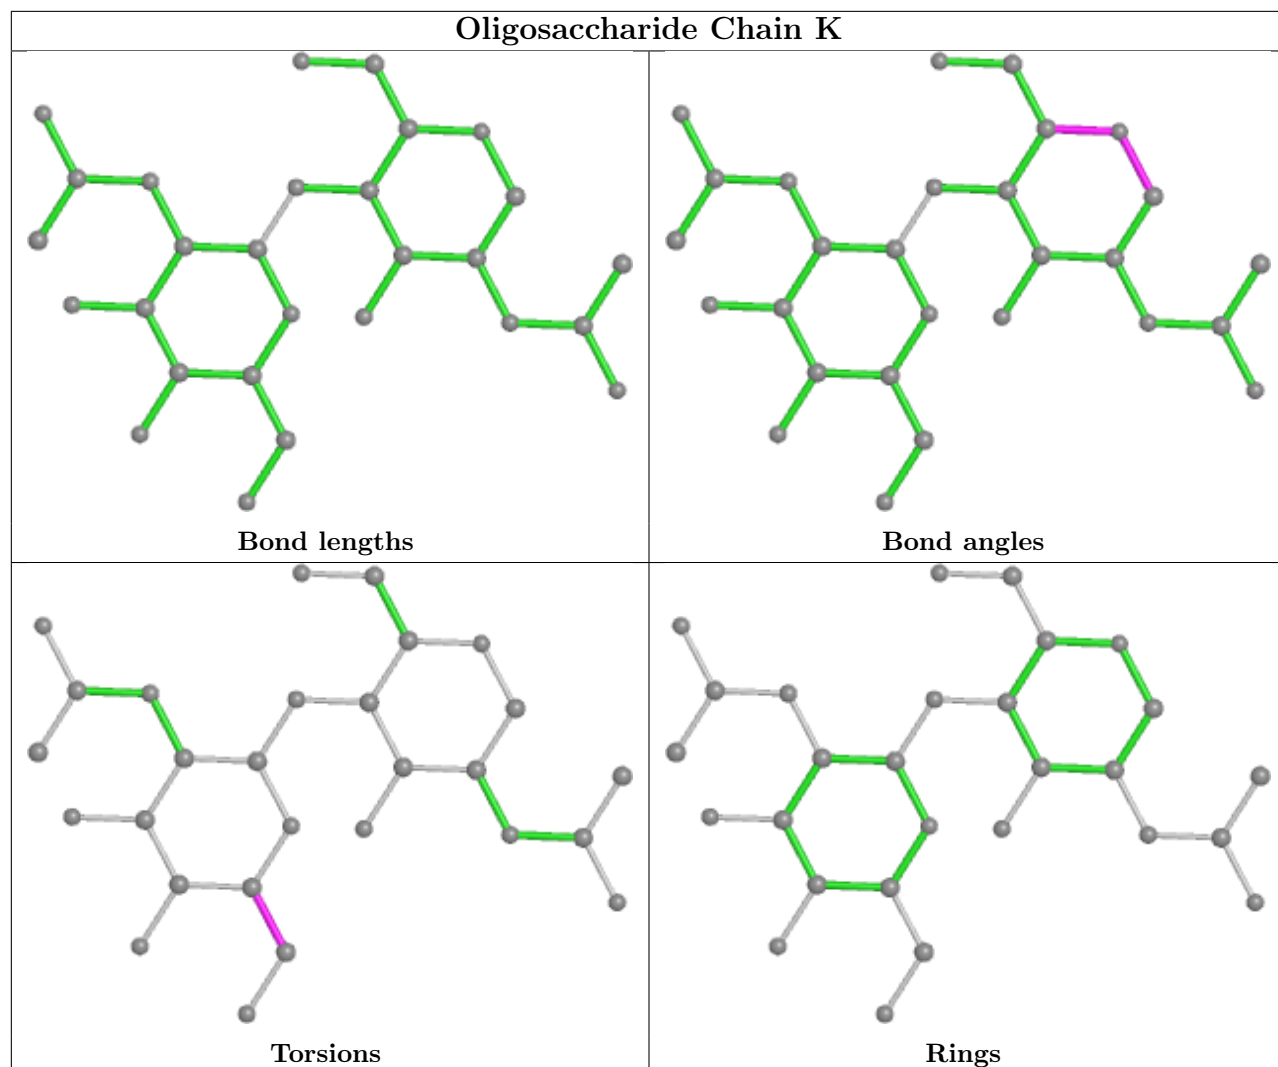 Oligosaccharide Chain K
Bond lengths
Bond angles
Torsions
Rings